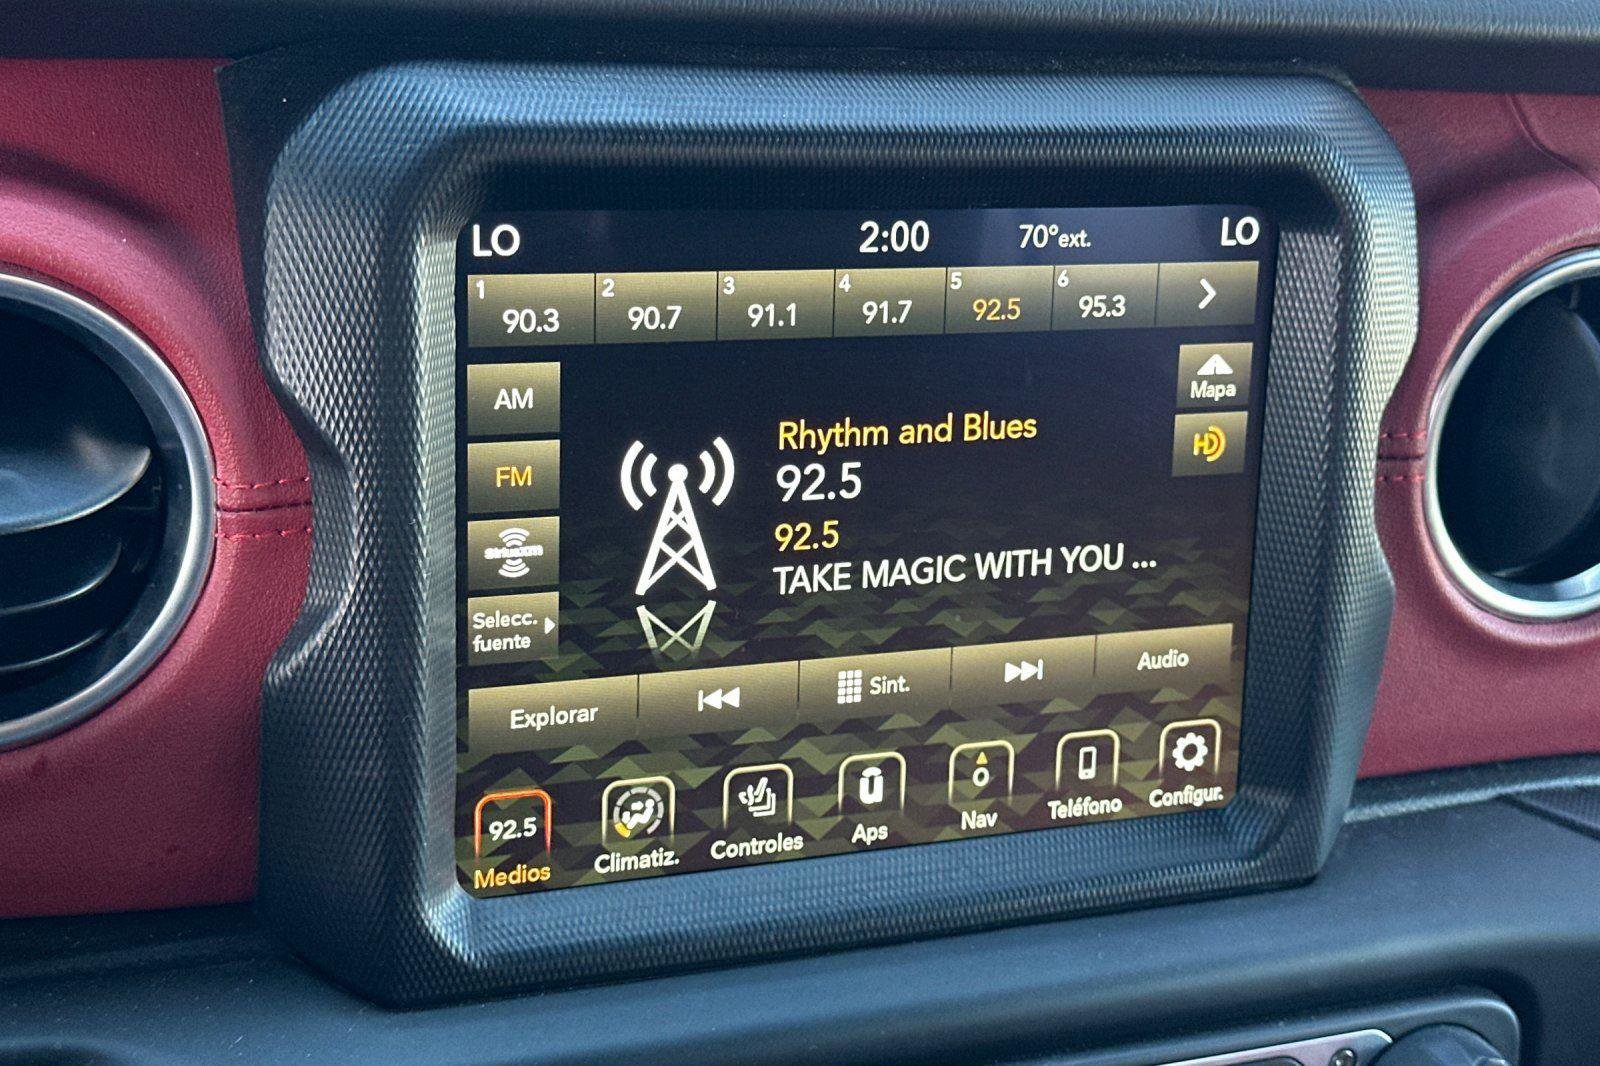 LO 2:00 70°ext. LO
1 90.3 2 90.7 3 91.1 4 91.7 5 92.5 6 95.3
Mapa
AM
HD
Rhythm and Blues
FM
92.5
92.5
SiriusXM
TAKE MAGIC WITH YOU ...
Selecc.
fuente
Explorar Sint. Audio
92.5
Medios Climatiz. Controles Aps Nav Teléfono Configur.